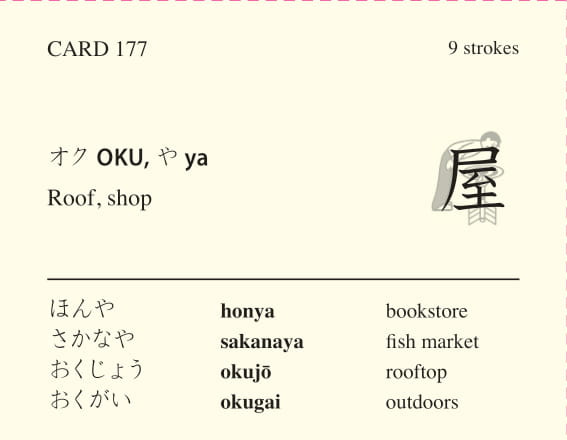 CARD 177 9 strokes
オク OKU, や ya
Roof, shop
屋
ほんや honya bookstore
さかなや sakanaya fish market
おくじょう okujō rooftop
おくがい okugai outdoors